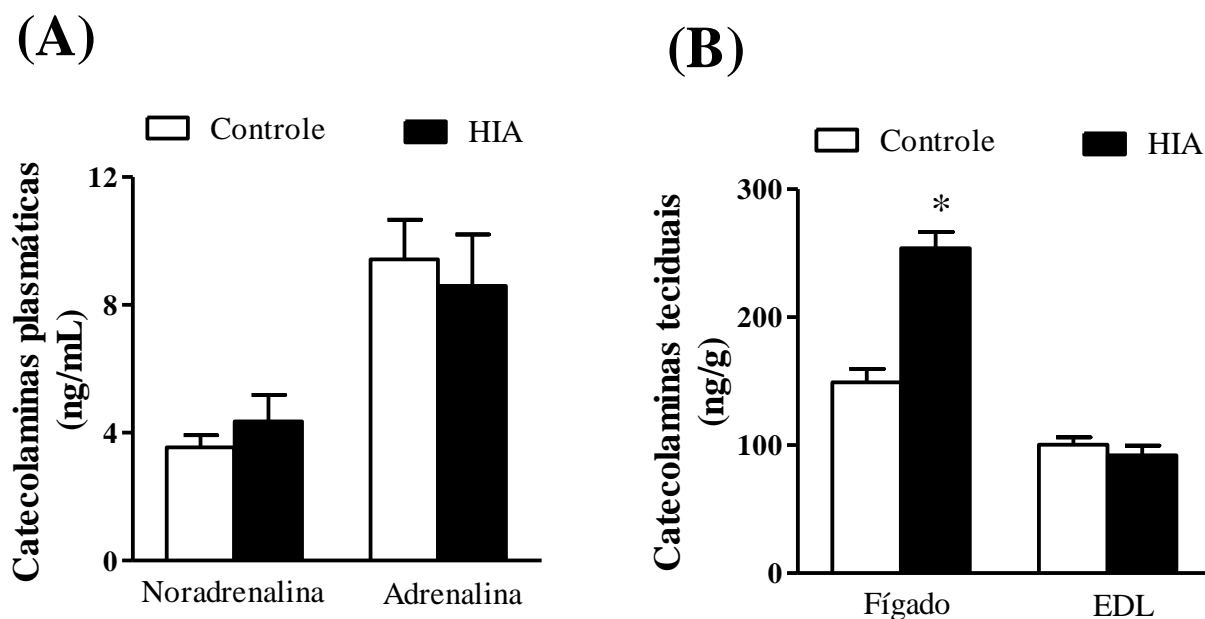 (A)
Controle
HIA
Catecolaminas plasmáticas
(ng/mL)
12
8
4
0
Noradrenalina
Adrenalina
(B)
Controle
HIA
Catecolaminas teciduais
(ng/g)
300
200
100
0
*
Fígado
EDL